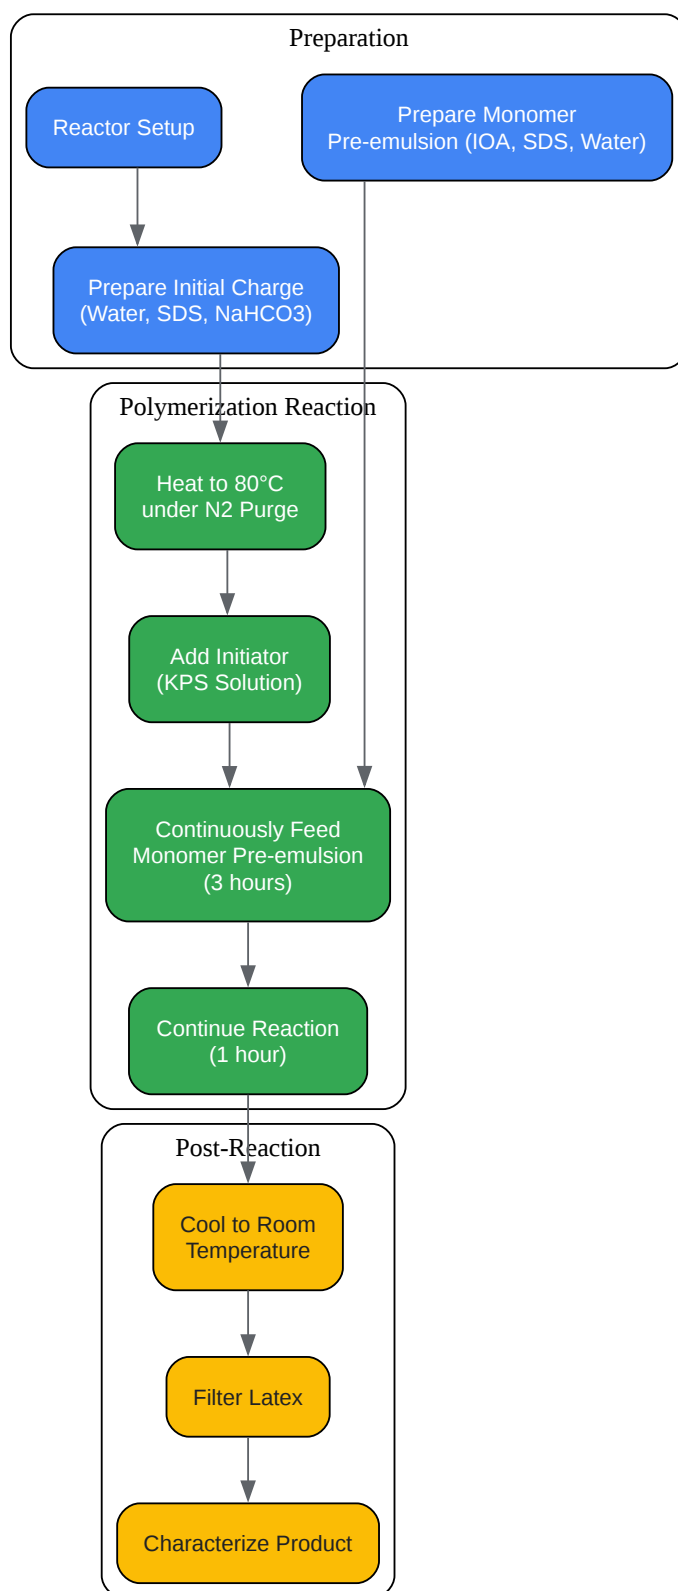 Preparation
Reactor Setup
Prepare Monomer
Pre-emulsion (IOA, SDS, Water)
Prepare Initial Charge
(Water, SDS, NaHCO3)
Polymerization Reaction
Heat to 80°C
under N2 Purge
Add Initiator
(KPS Solution)
Continuously Feed
Monomer Pre-emulsion
(3 hours)
Continue Reaction
(1 hour)
Post-Reaction
Cool to Room
Temperature
Filter Latex
Characterize Product